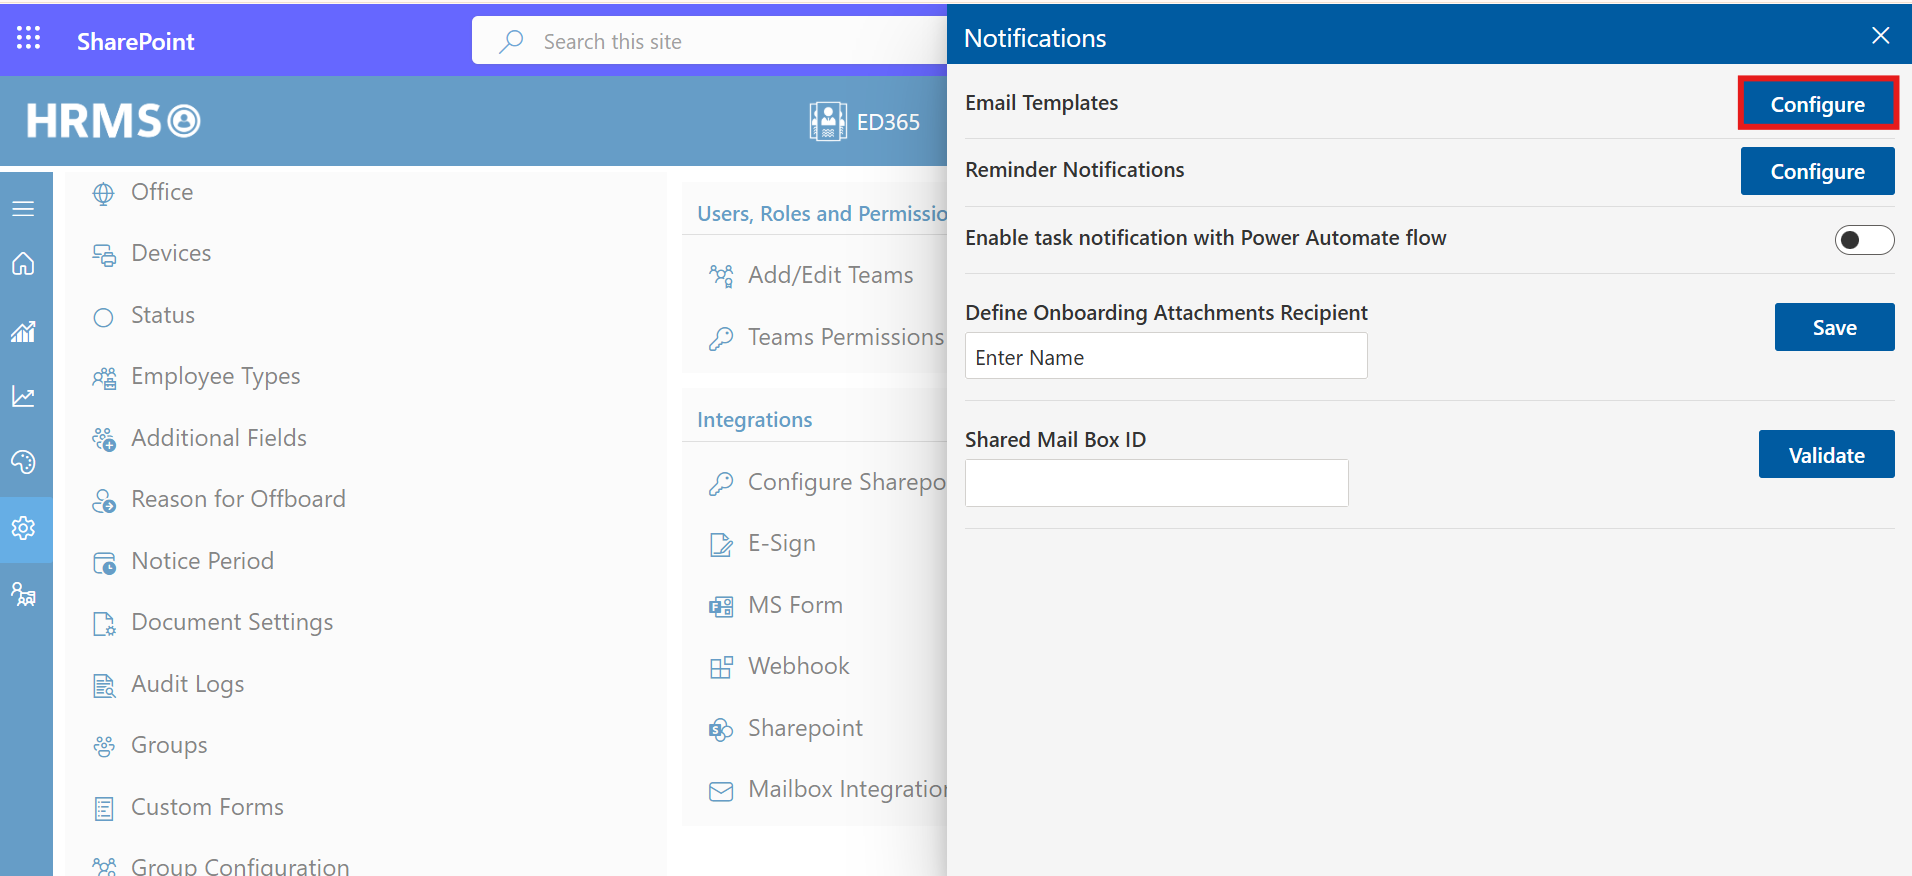 SharePoint
Search this site
HRMS
ED365
Office
Devices
Status
Employee Types
Additional Fields
Reason for Offboard
Notice Period
Document Settings
Audit Logs
Groups
Custom Forms
Group Configuration
Users, Roles and Permissio
Add/Edit Teams
Teams Permissions
Integrations
Configure Sharepo
E-Sign
MS Form
Webhook
Sharepoint
Mailbox Integration
Notifications
Email Templates
Configure
Reminder Notifications
Configure
Enable task notification with Power Automate flow
Define Onboarding Attachments Recipient
Enter Name
Save
Shared Mail Box ID
Validate